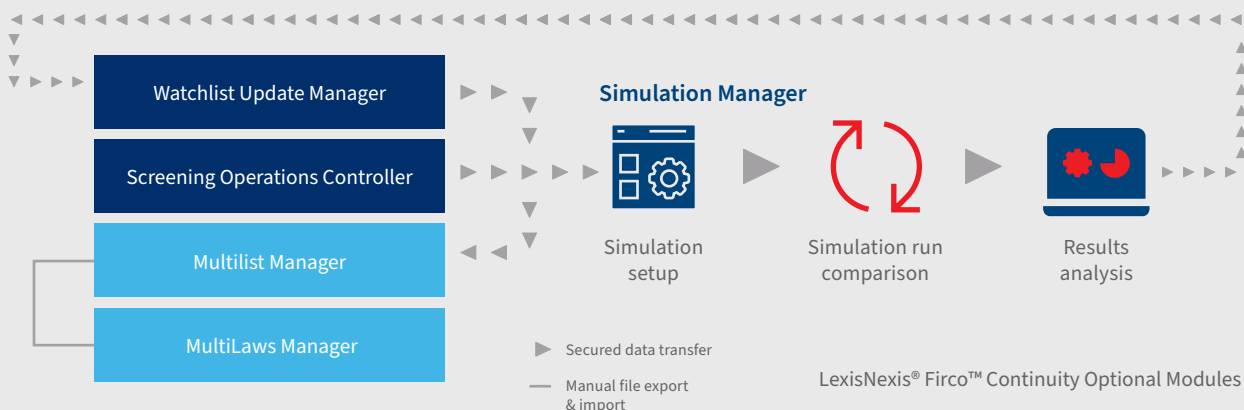 Watchlist Update Manager
Screening Operations Controller
Multilist Manager
MultiLaws Manager
Simulation Manager
Simulation
setup
Simulation run
comparison
Results
analysis
Secured data transfer
Manual file export
& import
LexisNexis® Firco™ Continuity Optional Modules